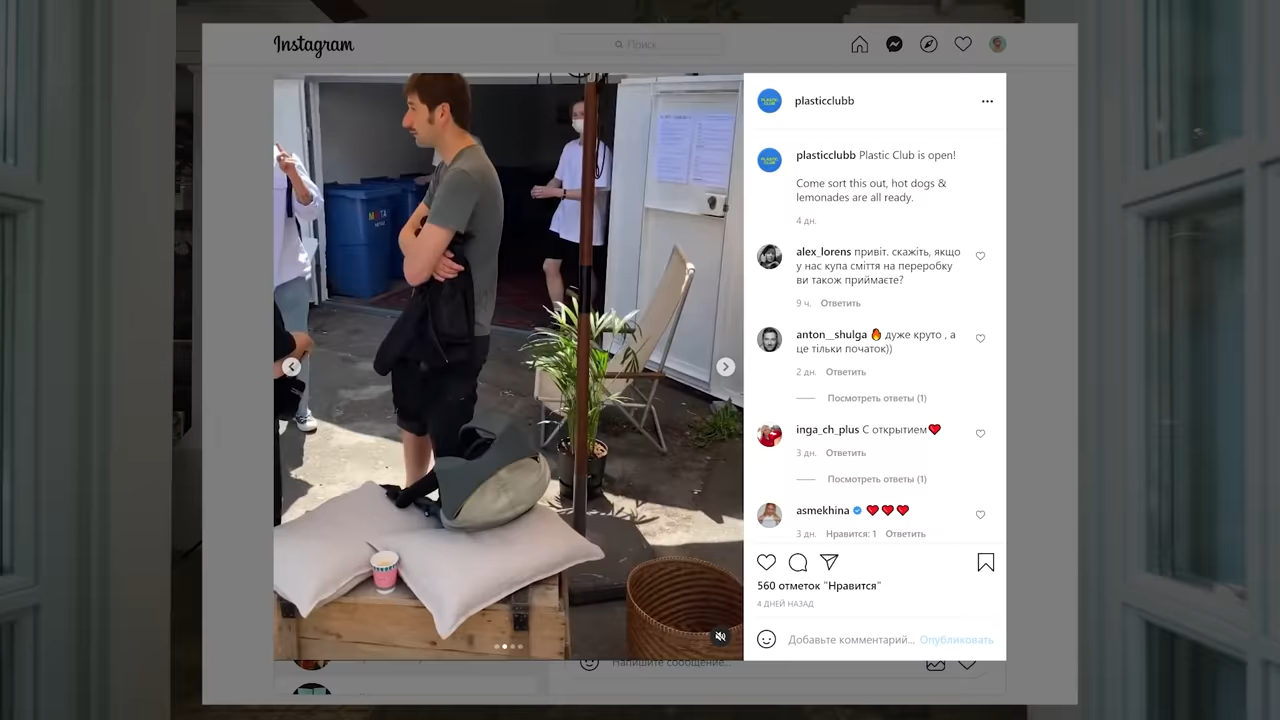 Instagram
Поиск
plasticclubb
plasticclubb Plastic Club is open!
Come sort this out, hot dogs &
lemonades are all ready.
4 дн.
alex_lorens привіт. скажіть, якщо
у нас купа сміття на переробку
ви також приймаєте?
9 ч. Ответить
anton__shulga дуже круто , а
це тільки початок))
2 дн. Ответить
Посмотреть ответы (1)
inga_ch_plus С открытием
3 дн. Ответить
Посмотреть ответы (1)
asmekhina
3 дн. Нравится: 1 Ответить
560 отметок "Нравится"
4 ДНЕЙ НАЗАД
Добавьте комментарий... Опубликовать
Напишите сообщение...